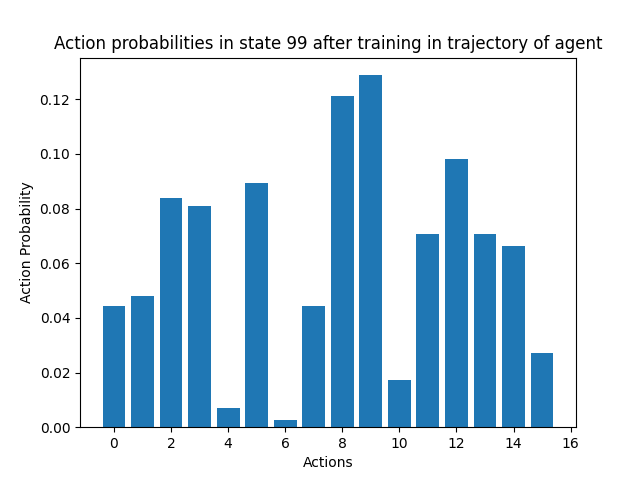 Action probabilities in state 99 after training in trajectory of agent
0.12
0.10
0.08
0.06
0.04
0.02
0.00
Action Probability
0 2 4 6 8 10 12 14 16
Actions